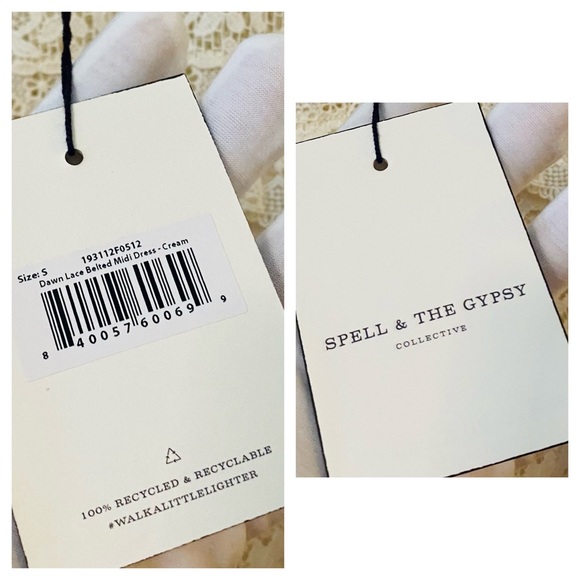 Size: S
193112F0512
Dawn Lace Belted Midi Dress - Cream
8 40057 60069 9
100% RECYCLED & RECYCLABLE
#WALKALITTLELIGHTER
SPELL & THE GYPSY
COLLECTIVE